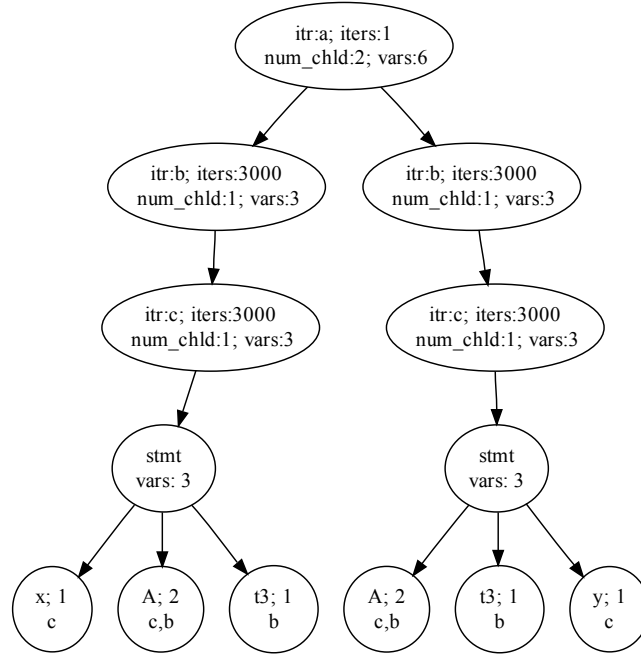 itr:a; iters:1
num_chld:2; vars:6
itr:b; iters:3000
num_chld:1; vars:3
itr:b; iters:3000
num_chld:1; vars:3
itr:c; iters:3000
num_chld:1; vars:3
itr:c; iters:3000
num_chld:1; vars:3
stmt
vars: 3
stmt
vars: 3
x; 1
c
A; 2
c,b
t3; 1
b
A; 2
c,b
t3; 1
b
y; 1
c